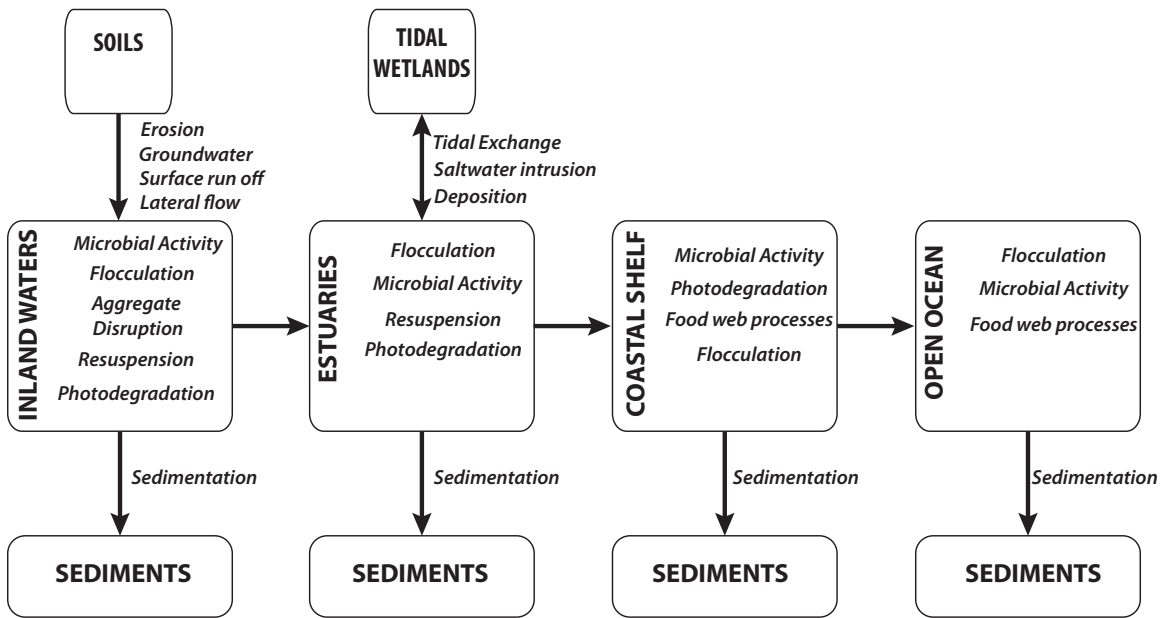 SOILS
TIDAL
WETLANDS
Erosion
Groundwater
Surface run off
Lateral flow
Tidal Exchange
Saltwater intrusion
Deposition
INLAND WATERS
Microbial Activity
Flocculation
Aggregate
Disruption
Resuspension
Photodegradation
ESTUARIES
Flocculation
Microbial Activity
Resuspension
Photodegradation
COASTAL SHELF
Microbial Activity
Photodegradation
Food web processes
Flocculation
OPEN OCEAN
Flocculation
Microbial Activity
Food web processes
Sedimentation
Sedimentation
Sedimentation
Sedimentation
SEDIMENTS
SEDIMENTS
SEDIMENTS
SEDIMENTS